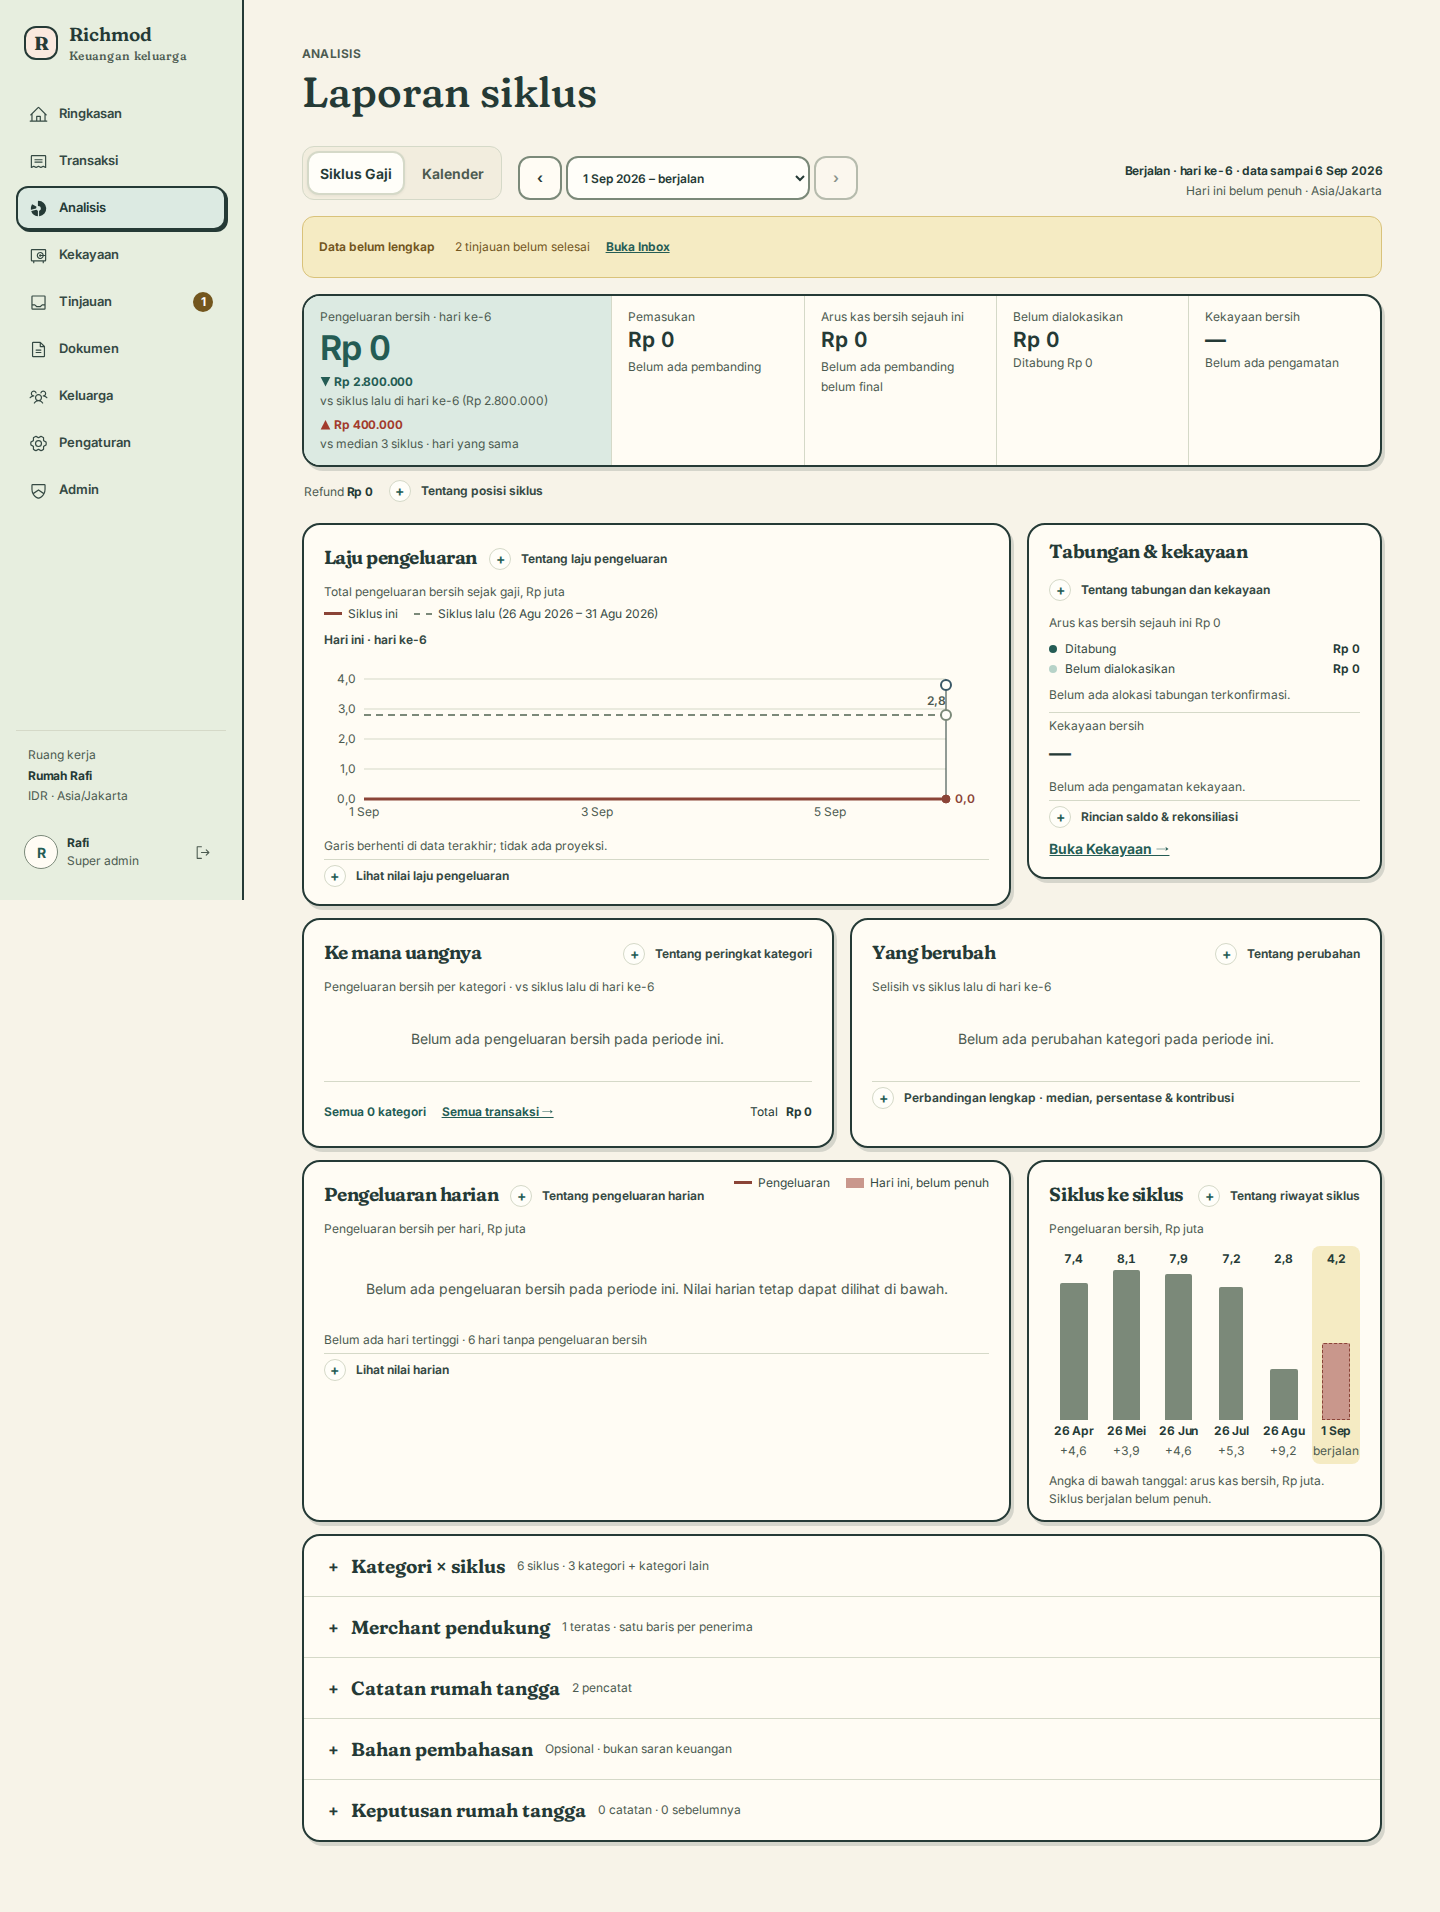 R
Richmod
Keuangan keluarga
Ringkasan
Transaksi
Analisis
Kekayaan
Tinjauan
1
Dokumen
Keluarga
Pengaturan
Admin
Ruang kerja
Rumah Rafi
IDR · Asia/Jakarta
R
Rafi
Super admin
ANALISIS
Laporan siklus
Siklus Gaji
Kalender
‹
1 Sep 2026 – berjalan
›
Berjalan · hari ke-6 · data sampai 6 Sep 2026
Hari ini belum penuh · Asia/Jakarta
Data belum lengkap 2 tinjauan belum selesai Buka Inbox
Pengeluaran bersih · hari ke-6
Rp 0
▼ Rp 2.800.000
vs siklus lalu di hari ke-6 (Rp 2.800.000)
▲ Rp 400.000
vs median 3 siklus · hari yang sama
Pemasukan
Rp 0
Belum ada pembanding
Arus kas bersih sejauh ini
Rp 0
Belum ada pembanding
belum final
Belum dialokasikan
Rp 0
Ditabung Rp 0
Kekayaan bersih
—
Belum ada pengamatan
Refund Rp 0
+ Tentang posisi siklus
Laju pengeluaran
+ Tentang laju pengeluaran
Total pengeluaran bersih sejak gaji, Rp juta
Siklus ini
Siklus lalu (26 Agu 2026 – 31 Agu 2026)
Hari ini · hari ke-6
4,0
3,0
2,0
1,0
0,0
2,8
0,0
1 Sep
3 Sep
5 Sep
Garis berhenti di data terakhir; tidak ada proyeksi.
+ Lihat nilai laju pengeluaran
Tabungan & kekayaan
+ Tentang tabungan dan kekayaan
Arus kas bersih sejauh ini Rp 0
Ditabung Rp 0
Belum dialokasikan Rp 0
Belum ada alokasi tabungan terkonfirmasi.
Kekayaan bersih
—
Belum ada pengamatan kekayaan.
+ Rincian saldo & rekonsiliasi
Buka Kekayaan →
Ke mana uangnya
+ Tentang peringkat kategori
Pengeluaran bersih per kategori · vs siklus lalu di hari ke-6
Belum ada pengeluaran bersih pada periode ini.
Semua 0 kategori Semua transaksi → Total Rp 0
Yang berubah
+ Tentang perubahan
Selisih vs siklus lalu di hari ke-6
Belum ada perubahan kategori pada periode ini.
+ Perbandingan lengkap · median, persentase & kontribusi
Pengeluaran harian
+ Tentang pengeluaran harian
Pengeluaran
Hari ini, belum penuh
Pengeluaran bersih per hari, Rp juta
Belum ada pengeluaran bersih pada periode ini. Nilai harian tetap dapat dilihat di bawah.
Belum ada hari tertinggi · 6 hari tanpa pengeluaran bersih
+ Lihat nilai harian
Siklus ke siklus
+ Tentang riwayat siklus
Pengeluaran bersih, Rp juta
7,4 8,1 7,9 7,2 2,8 4,2
26 Apr 26 Mei 26 Jun 26 Jul 26 Agu 1 Sep
+4,6 +3,9 +4,6 +5,3 +9,2 berjalan
Angka di bawah tanggal: arus kas bersih, Rp juta.
Siklus berjalan belum penuh.
+ Kategori × siklus 6 siklus · 3 kategori + kategori lain
+ Merchant pendukung 1 teratas · satu baris per penerima
+ Catatan rumah tangga 2 pencatat
+ Bahan pembahasan Opsional · bukan saran keuangan
+ Keputusan rumah tangga 0 catatan · 0 sebelumnya